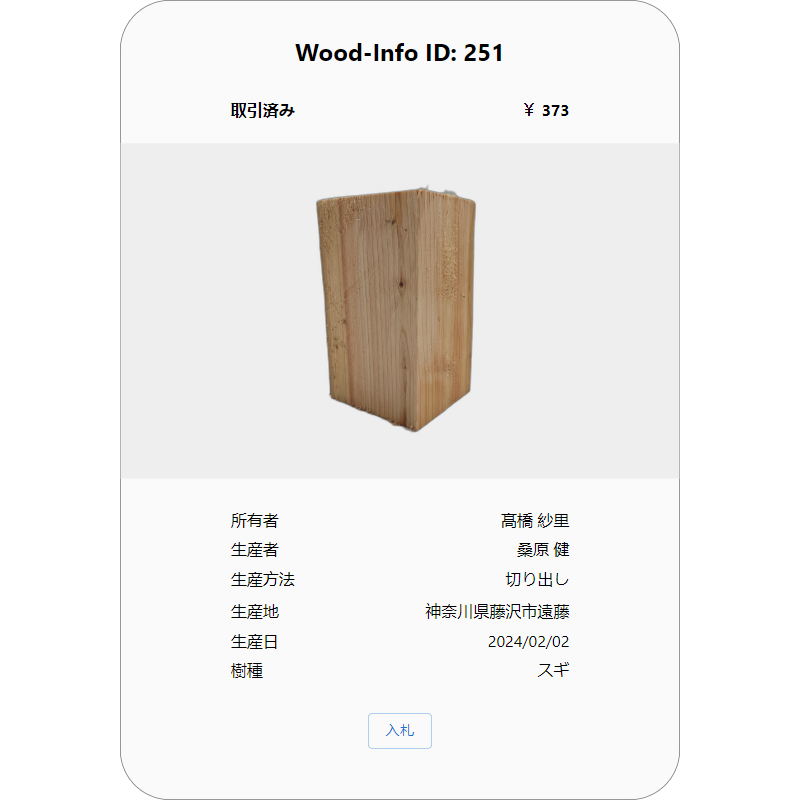 Wood-Info ID: 251
取引済み ￥ 373
所有者 髙橋 紗里
生産者 桑原 健
生産方法 切り出し
生産地 神奈川県藤沢市遠藤
生産日 2024/02/02
樹種 スギ
入札